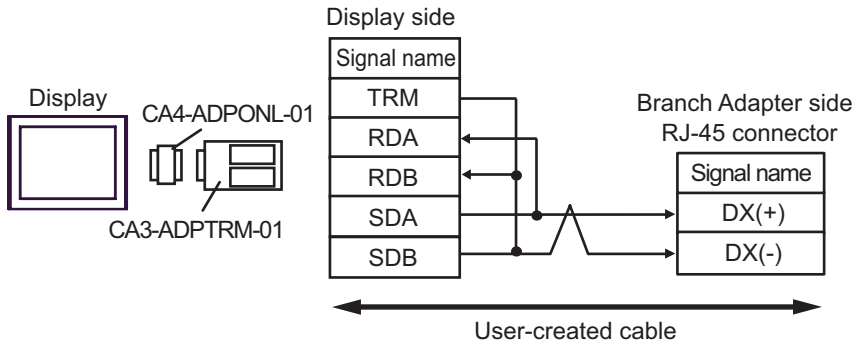 Display side
Signal name
TRM
RDA
RDB
SDA
SDB
Display
CA4-ADPONL-01
CA3-ADPTRM-01
Branch Adapter side
RJ-45 connector
Signal name
DX(+)
DX(-)
User-created cable